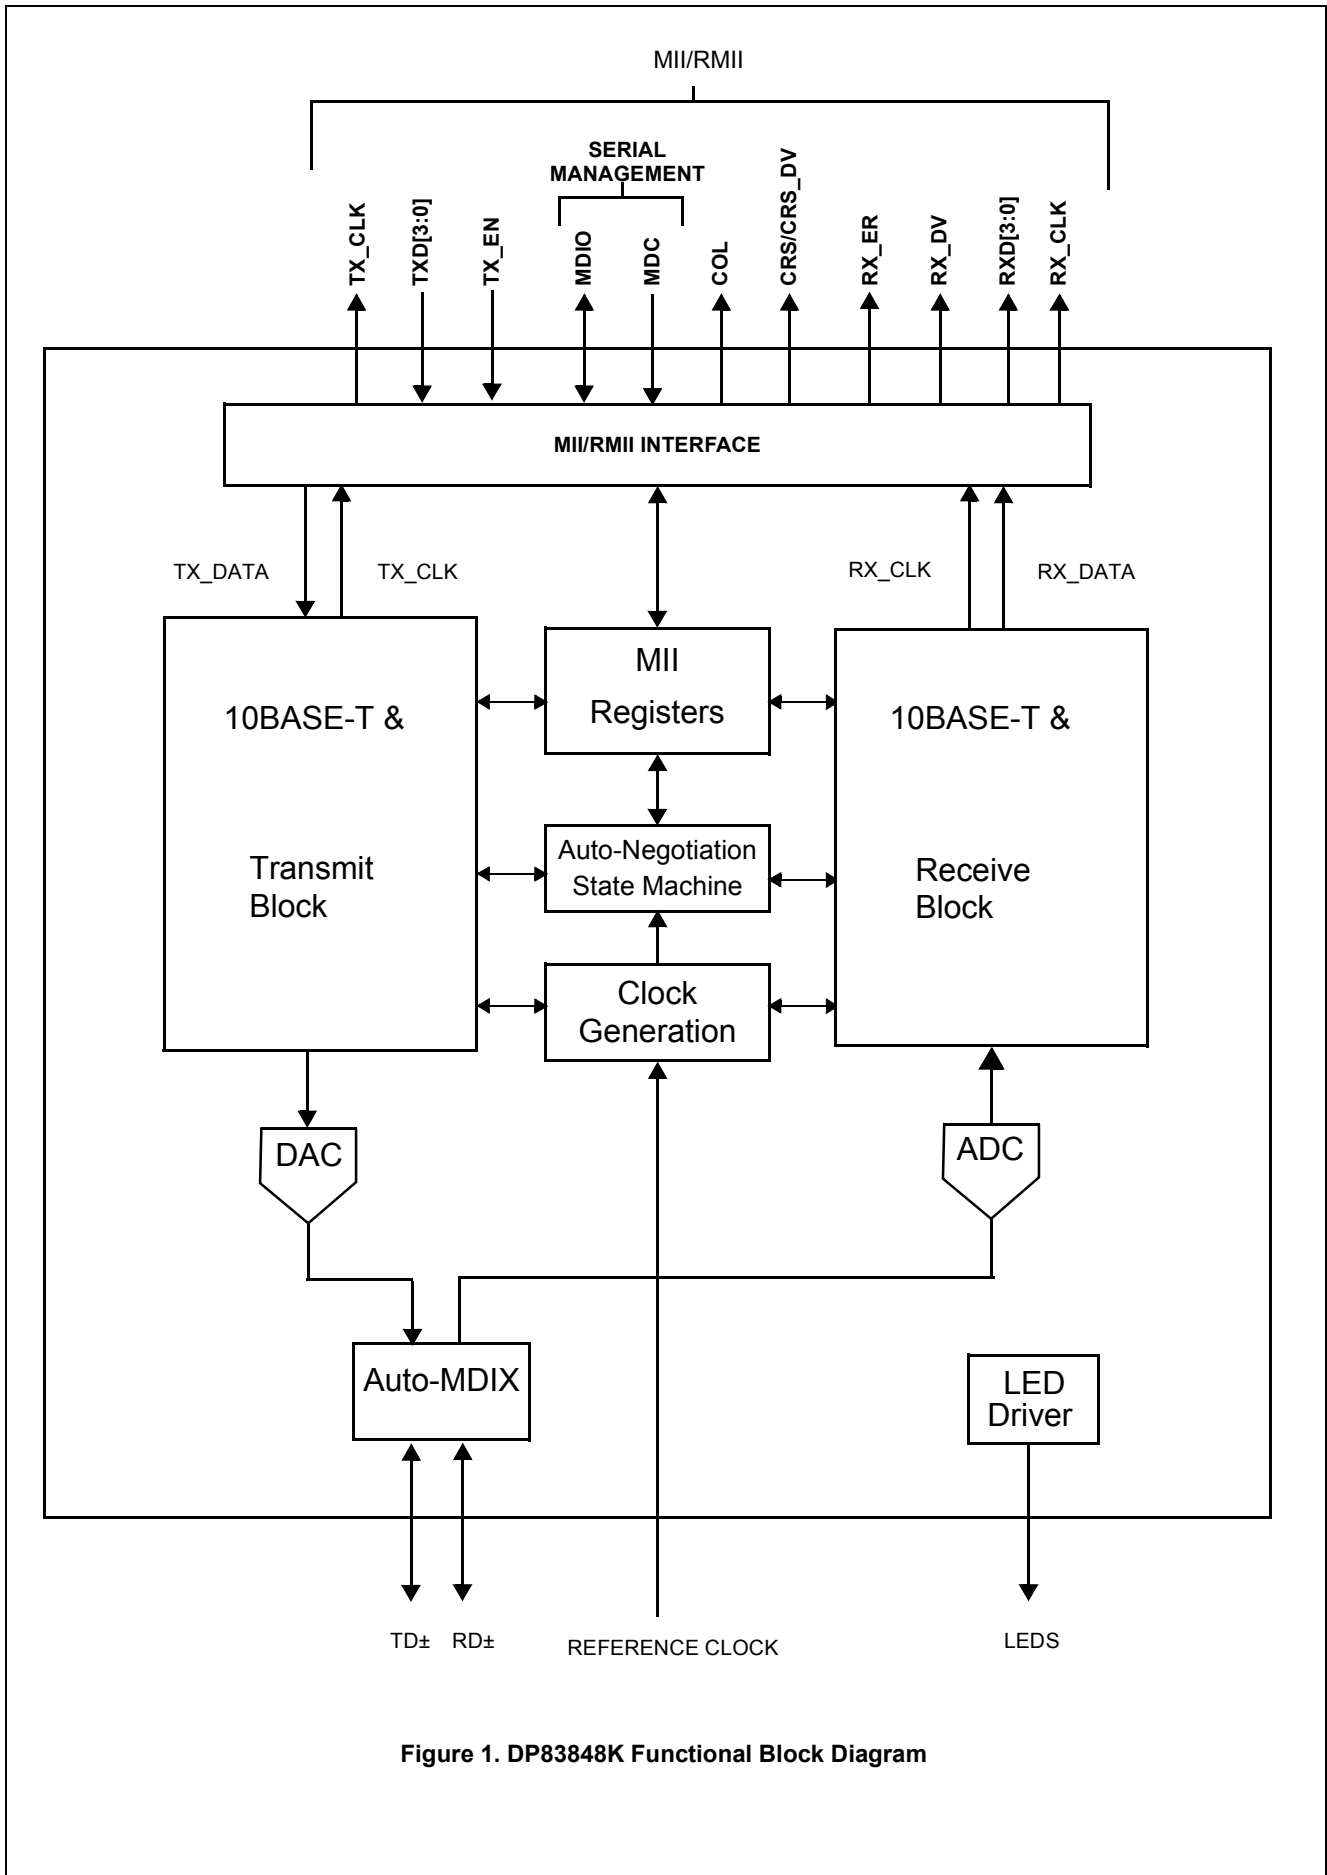 MII/RMII
SERIAL
MANAGEMENT
TX_CLK
TXD[3:0]
TX_EN
MDIO
MDC
COL
CRS/CRS_DV
RX_ER
RX_DV
RXD[3:0]
RX_CLK
MII/RMII INTERFACE
TX_DATA
TX_CLK
RX_CLK
RX_DATA
10BASE-T &
Transmit
Block
MII
Registers
Auto-Negotiation
State Machine
Clock
Generation
10BASE-T &
Receive
Block
DAC
ADC
Auto-MDIX
LED
Driver
TD±
RD±
REFERENCE CLOCK
LEDS
Figure 1. DP83848K Functional Block Diagram